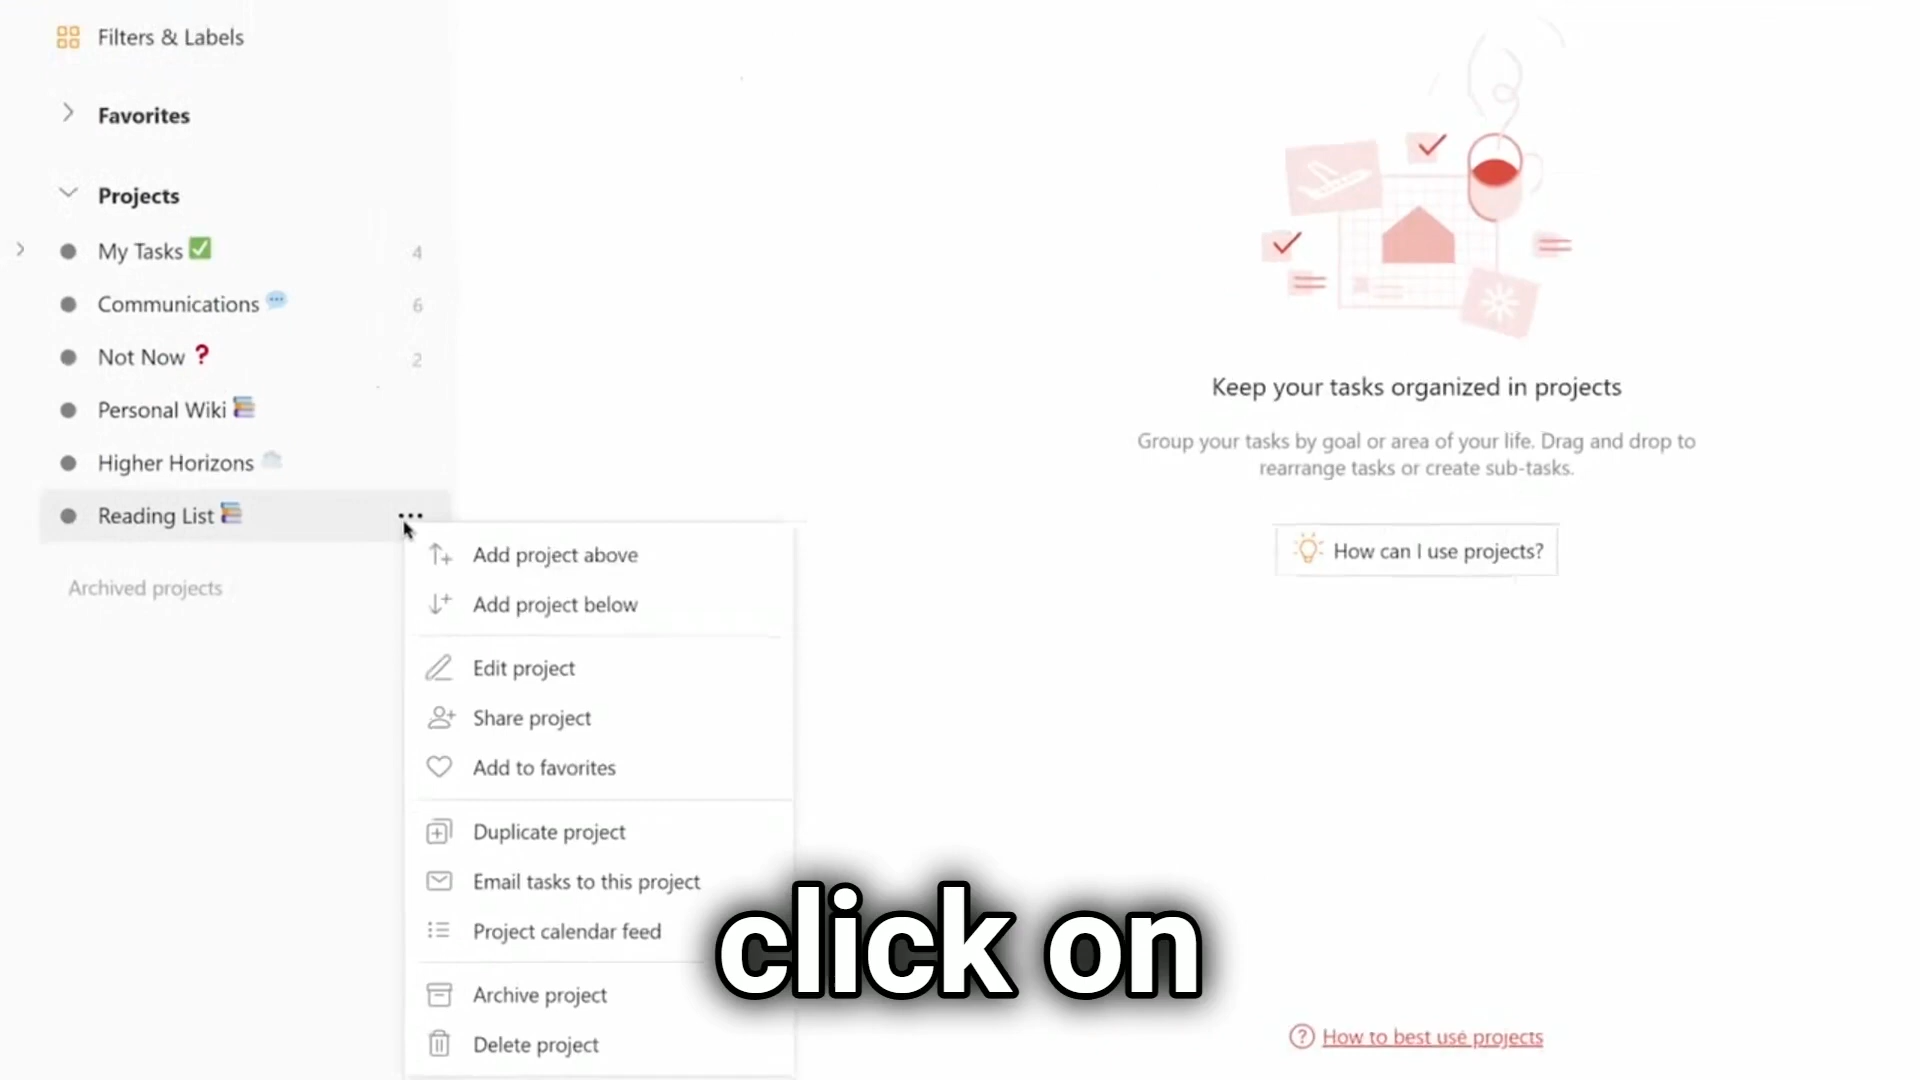 Filters & Labels
Favorites
Projects
My Tasks ✅ 4
Communications 💬 6
Not Now ❓ 2
Personal Wiki 📚
Higher Horizons ☁️
Reading List 📚 ...
Archived projects
Add project above
Add project below
Edit project
Share project
Add to favorites
Duplicate project
Email tasks to this project
Project calendar feed
Archive project
Delete project
Keep your tasks organized in projects
Group your tasks by goal or area of your life. Drag and drop to
rearrange tasks or create sub-tasks.
How can I use projects?
click on
? How to best use projects